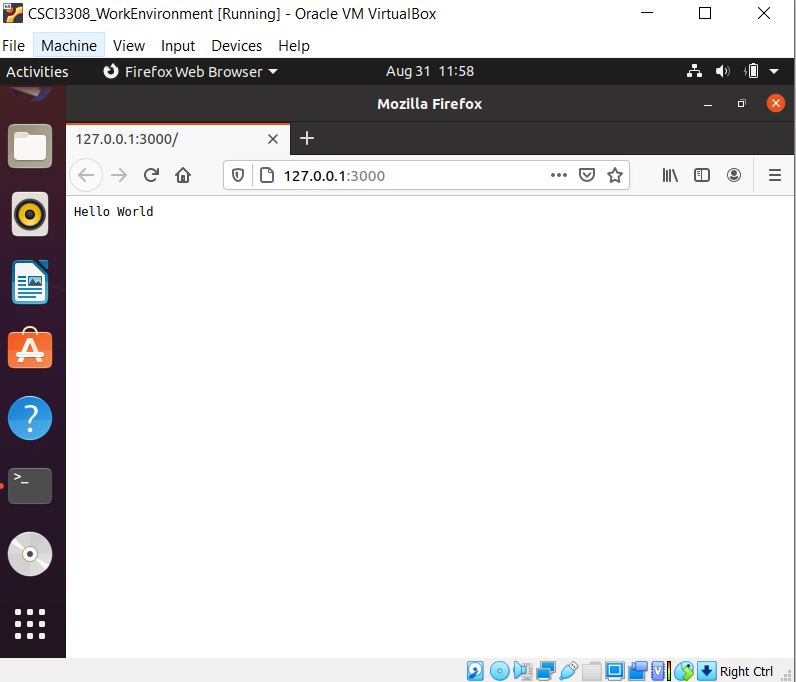 CSCI3308_WorkEnvironment [Running] - Oracle VM VirtualBox
File Machine View Input Devices Help
Activities Firefox Web Browser Aug 31 11:58
Mozilla Firefox
127.0.0.1:3000/
127.0.0.1:3000
Hello World
>_
?
Right Ctrl